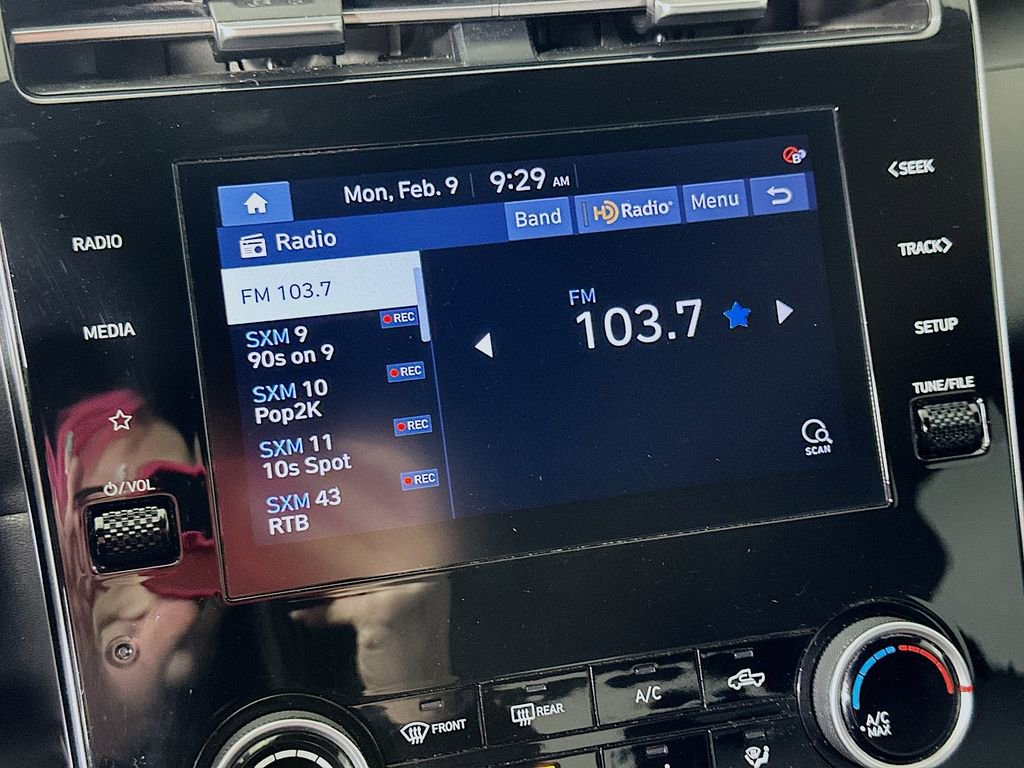 Mon, Feb. 9
9:29 AM
Band
HD Radio
Menu
Radio
FM 103.7
REC
SXM 9
90s on 9
REC
SXM 10
Pop2K
REC
SXM 11
10s Spot
REC
SXM 43
RTB
FM
103.7
SCAN
RADIO
MEDIA
/VOL
<SEEK
TRACK>
SETUP
TUNE/FILE
FRONT
REAR
A/C
A/C
MAX